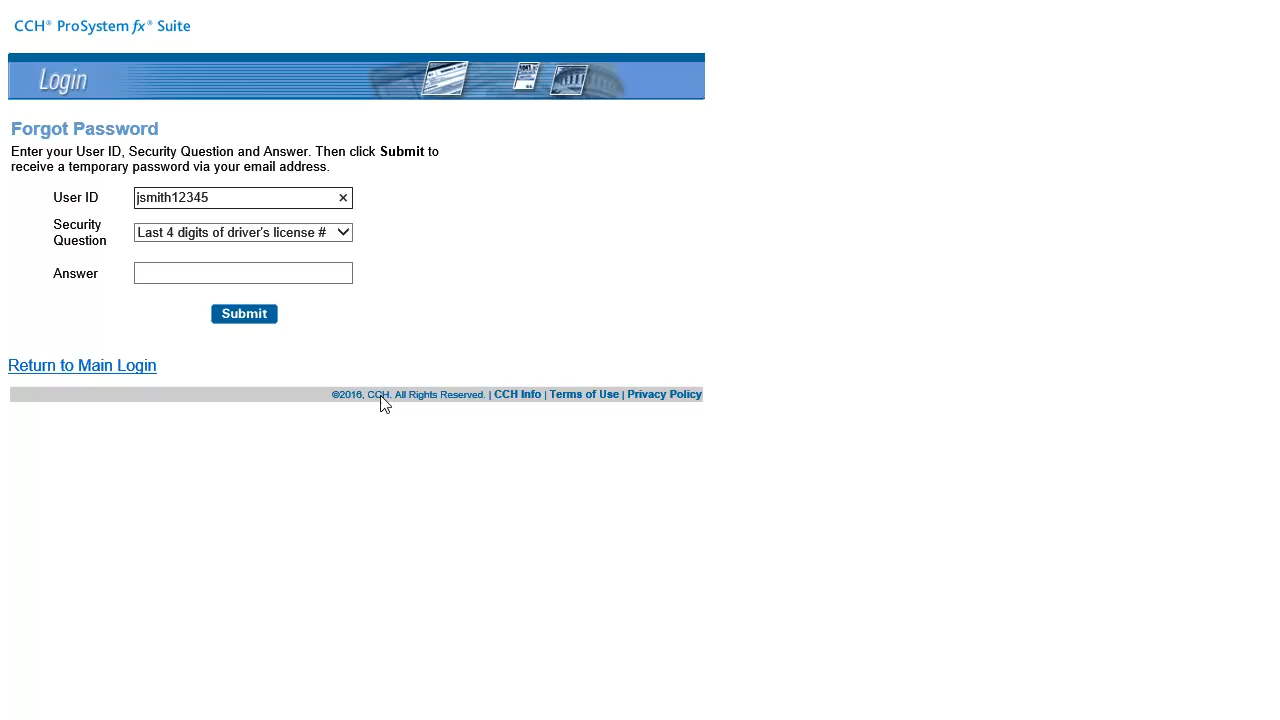 CCH® ProSystem fx® Suite
Login
Forgot Password
Enter your User ID, Security Question and Answer. Then click Submit to
receive a temporary password via your email address.
User ID
jsmith12345
Security
Question
Last 4 digits of driver's license #
Answer
Submit
Return to Main Login
©2016, CCH. All Rights Reserved. | CCH Info | Terms of Use | Privacy Policy